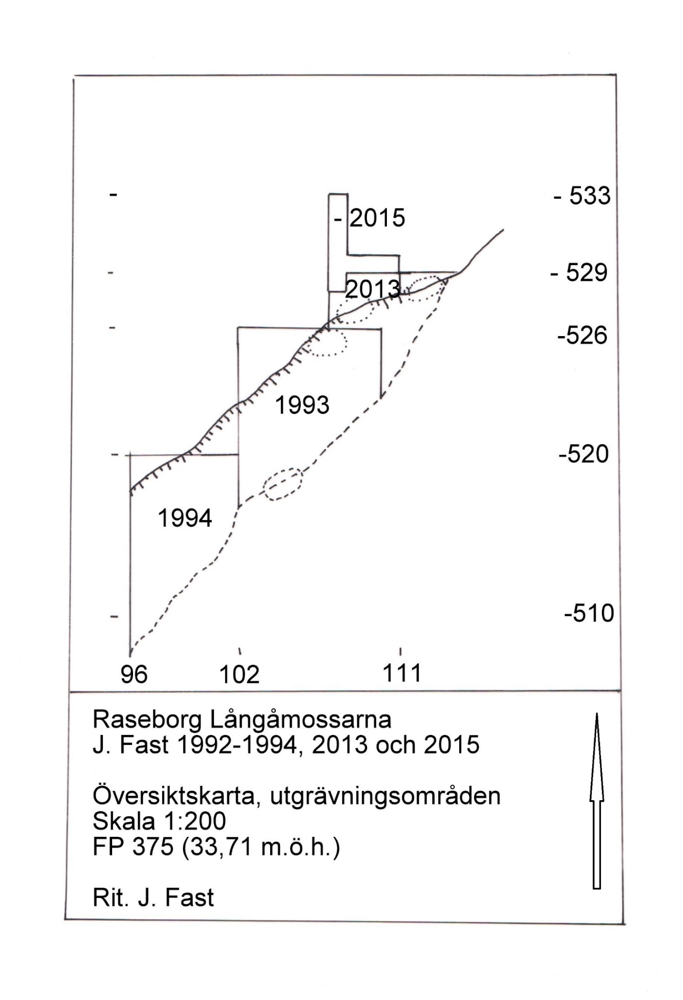 - 533
- 2015
- 529
2013
-526
1993
-520
1994
-510
96
102
111
Raseborg Långåmossarna
J. Fast 1992-1994, 2013 och 2015
Översiktskarta, utgrävningsområden
Skala 1:200
FP 375 (33,71 m.ö.h.)
Rit. J. Fast